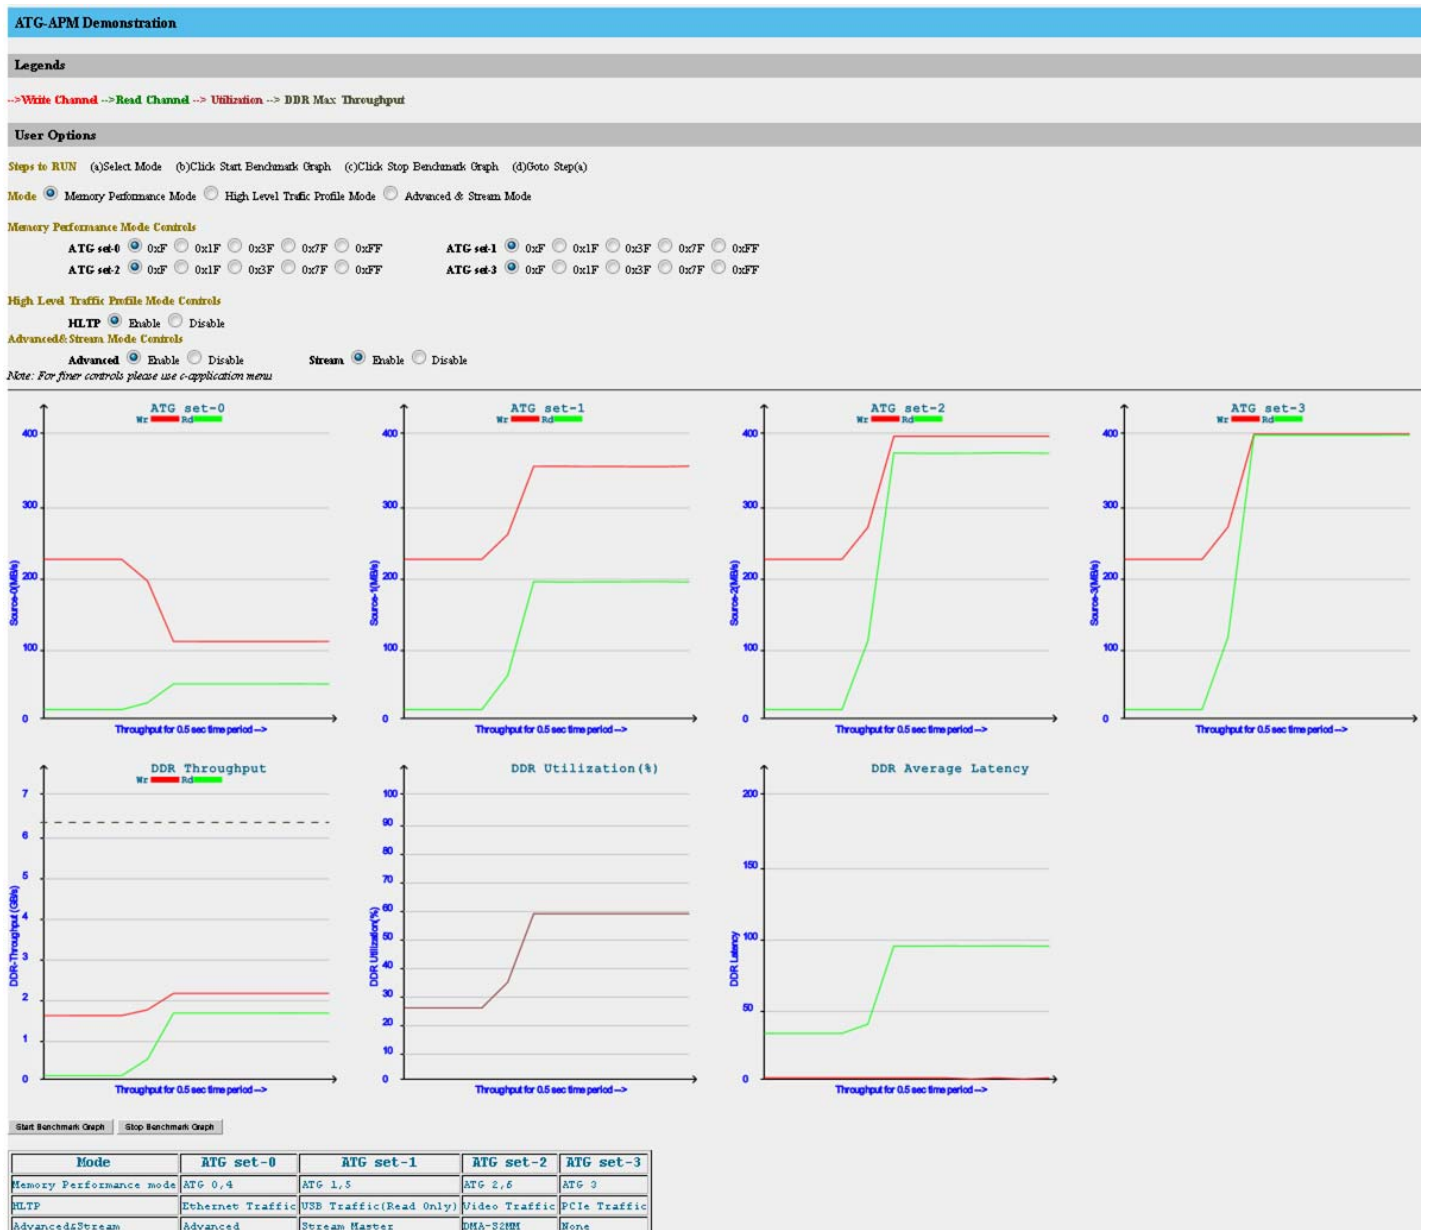 ATG-APM Demonstration
Legends
-->Write Channel -->Read Channel --> Utilization --> DDR Max Throughput
User Options
Steps to RUN (a)Select Mode (b)Click Start Benchmark Graph (c)Click Stop Benchmark Graph (d)Goto Step(a)
Mode Memory Performance Mode High Level Trafic Profile Mode Advanced & Stream Mode
Memory Performance Mode Controls
ATG set-0 0xF 0x1F 0x3F 0x7F 0xFF ATG set-1 0xF 0x1F 0x3F 0x7F 0xFF
ATG set-2 0xF 0x1F 0x3F 0x7F 0xFF ATG set-3 0xF 0x1F 0x3F 0x7F 0xFF
High Level Traffic Profile Mode Controls
HLTP Enable Disable
Advanced&Stream Mode Controls
Advanced Enable Disable Stream Enable Disable
Note: For finer controls please use c-application menu
ATG set-0
Wr Rd
400
300
200
100
0
Source-0(MB/s)
Throughput for 0.5 sec time period -->
ATG set-1
Wr Rd
400
300
200
100
0
Source-1(MB/s)
Throughput for 0.5 sec time period -->
ATG set-2
Wr Rd
400
300
200
100
0
Source-2(MB/s)
Throughput for 0.5 sec time period -->
ATG set-3
Wr Rd
400
300
200
100
0
Source-3(MB/s)
Throughput for 0.5 sec time period -->
DDR Throughput
Wr Rd
7
6
5
4
3
2
1
0
DDR-Throughput (GB/s)
Throughput for 0.5 sec time period -->
DDR Utilization(%)
100
90
80
70
60
50
40
30
20
10
0
DDR Utilization(%)
Throughput for 0.5 sec time period -->
DDR Average Latency
200
150
100
50
0
DDR Latency
Throughput for 0.5 sec time period -->
Start Benchmark Graph Stop Benchmark Graph
Mode ATG set-0 ATG set-1 ATG set-2 ATG set-3
Memory Performance mode ATG 0,4 ATG 1,5 ATG 2,6 ATG 3
HLTP Ethernet Traffic USB Traffic(Read Only) Video Traffic PCIe Traffic
Advanced&Stream Advanced Stream Master DMA-S2MM None